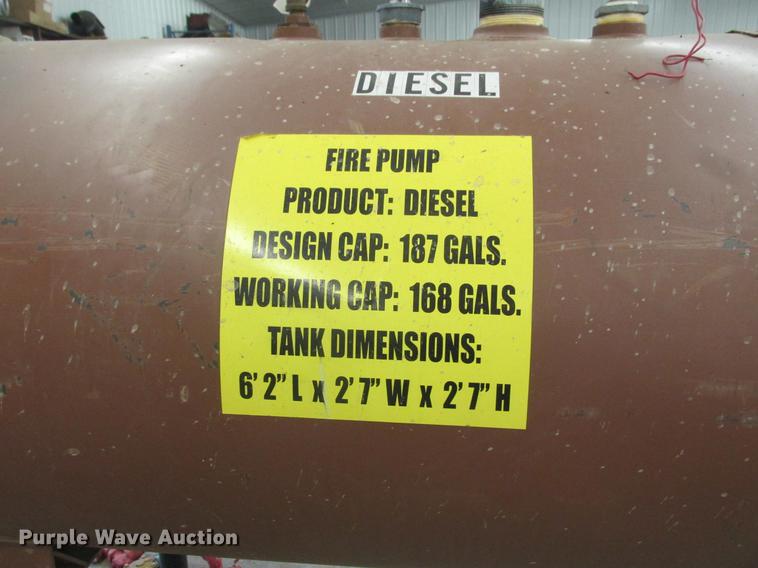 DIESEL
FIRE PUMP
PRODUCT: DIESEL
DESIGN CAP: 187 GALS.
WORKING CAP: 168 GALS.
TANK DIMENSIONS:
6' 2" L x 2' 7" W x 2' 7" H
Purple Wave Auction